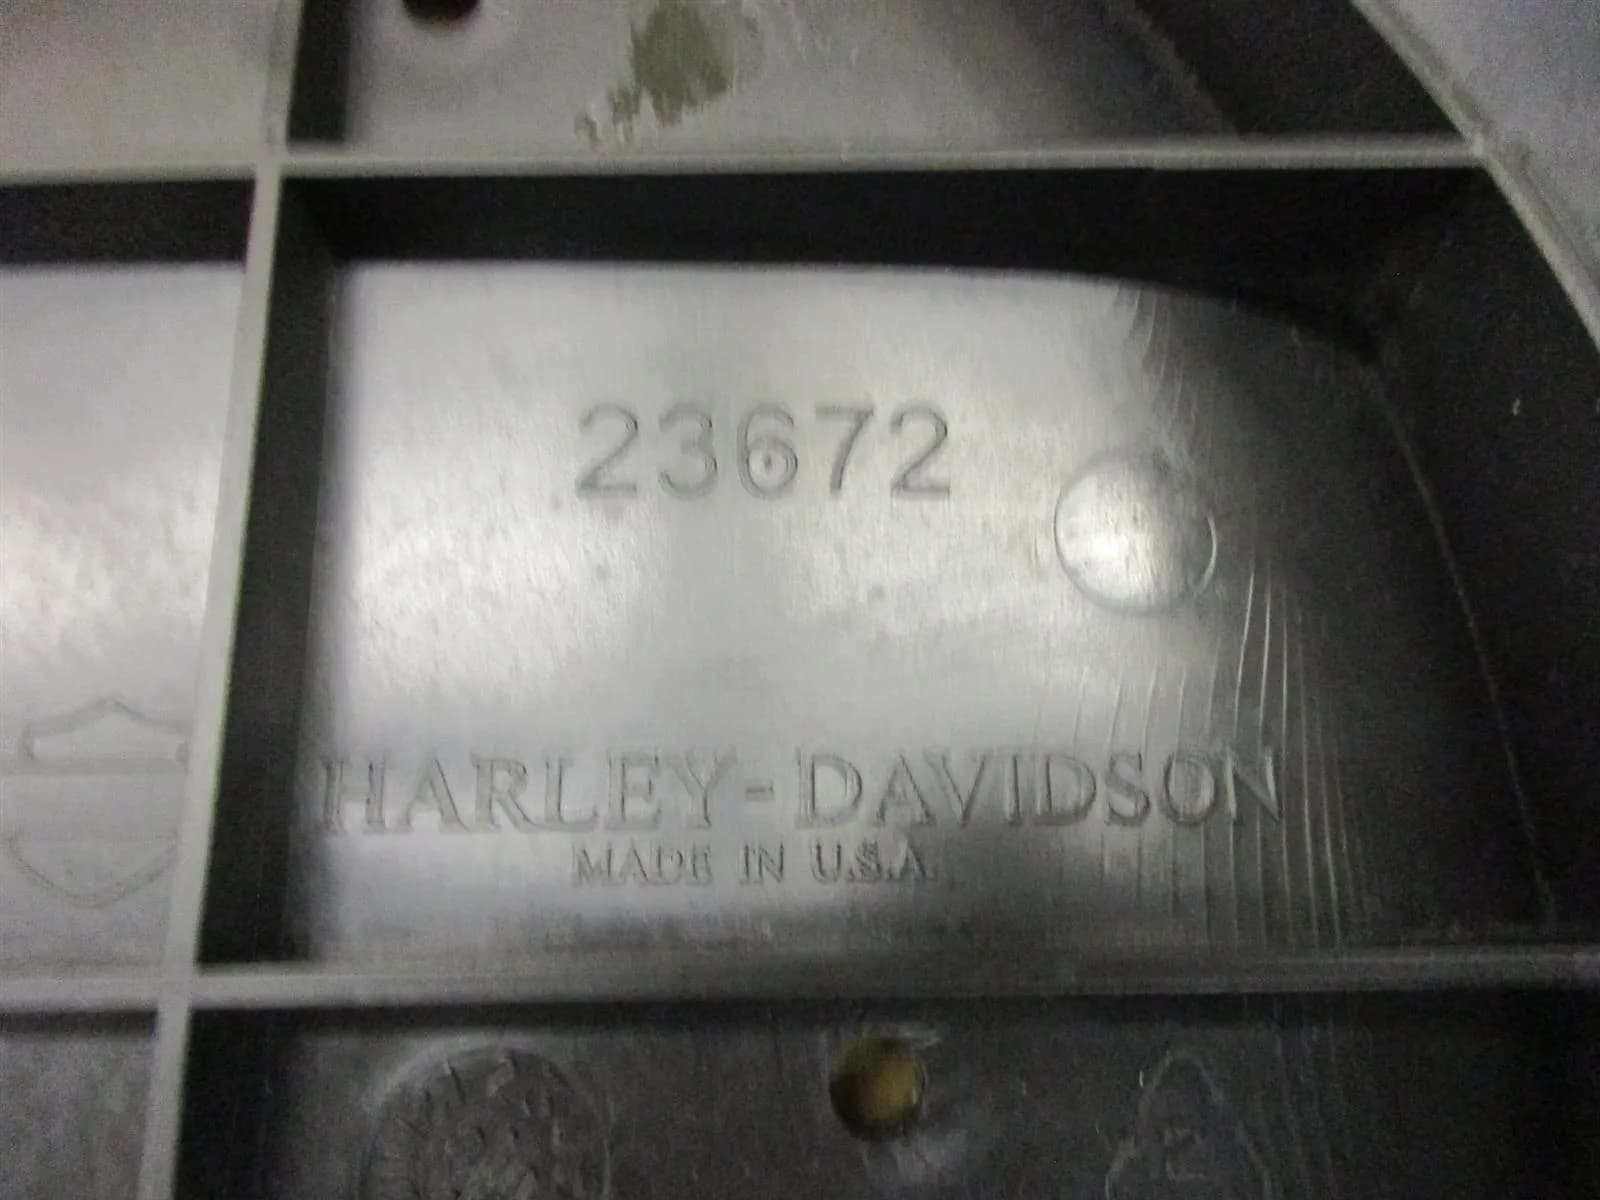 23672
HARLEY-DAVIDSON
MADE IN U.S.A.